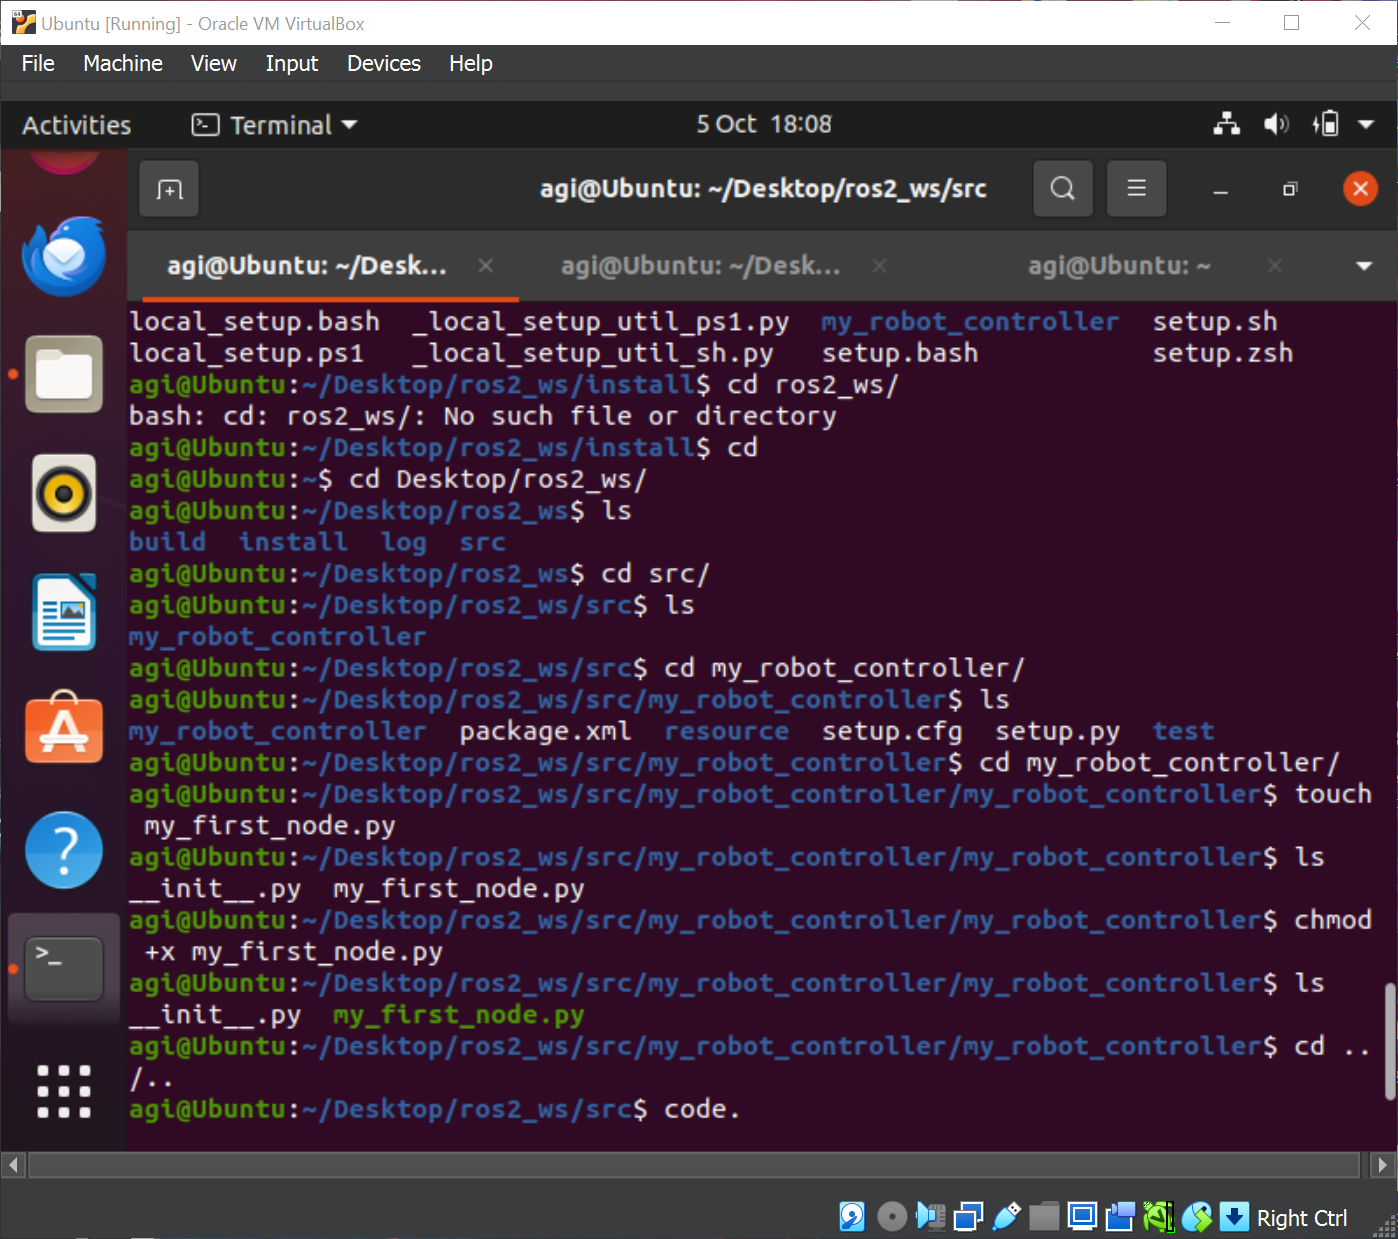 Ubuntu [Running] - Oracle VM VirtualBox
File Machine View Input Devices Help
Activities Terminal 5 Oct 18:08
agi@Ubuntu: ~/Desktop/ros2_ws/src
agi@Ubuntu: ~/Desk... agi@Ubuntu: ~/Desk... agi@Ubuntu: ~
local_setup.bash _local_setup_util_ps1.py my_robot_controller setup.sh
local_setup.ps1 _local_setup_util_sh.py setup.bash setup.zsh
agi@Ubuntu:~/Desktop/ros2_ws/install$ cd ros2_ws/
bash: cd: ros2_ws/: No such file or directory
agi@Ubuntu:~/Desktop/ros2_ws/install$ cd
agi@Ubuntu:~$ cd Desktop/ros2_ws/
agi@Ubuntu:~/Desktop/ros2_ws$ ls
build install log src
agi@Ubuntu:~/Desktop/ros2_ws$ cd src/
agi@Ubuntu:~/Desktop/ros2_ws/src$ ls
my_robot_controller
agi@Ubuntu:~/Desktop/ros2_ws/src$ cd my_robot_controller/
agi@Ubuntu:~/Desktop/ros2_ws/src/my_robot_controller$ ls
my_robot_controller package.xml resource setup.cfg setup.py test
agi@Ubuntu:~/Desktop/ros2_ws/src/my_robot_controller$ cd my_robot_controller/
agi@Ubuntu:~/Desktop/ros2_ws/src/my_robot_controller/my_robot_controller$ touch
my_first_node.py
agi@Ubuntu:~/Desktop/ros2_ws/src/my_robot_controller/my_robot_controller$ ls
__init__.py my_first_node.py
agi@Ubuntu:~/Desktop/ros2_ws/src/my_robot_controller/my_robot_controller$ chmod
+x my_first_node.py
agi@Ubuntu:~/Desktop/ros2_ws/src/my_robot_controller/my_robot_controller$ ls
__init__.py my_first_node.py
agi@Ubuntu:~/Desktop/ros2_ws/src/my_robot_controller/my_robot_controller$ cd ..
/..
agi@Ubuntu:~/Desktop/ros2_ws/src$ code.
Right Ctrl